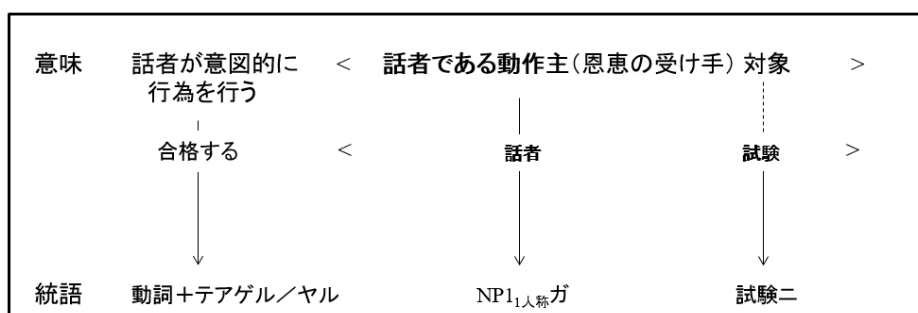 意味 話者が意図的に行為を行う < 話者である動作主(恩恵の受け手) 対象 >
合格する < 話者 試験 >
統語 動詞＋テアゲル／ヤル NP1₁人称ガ 試験ニ